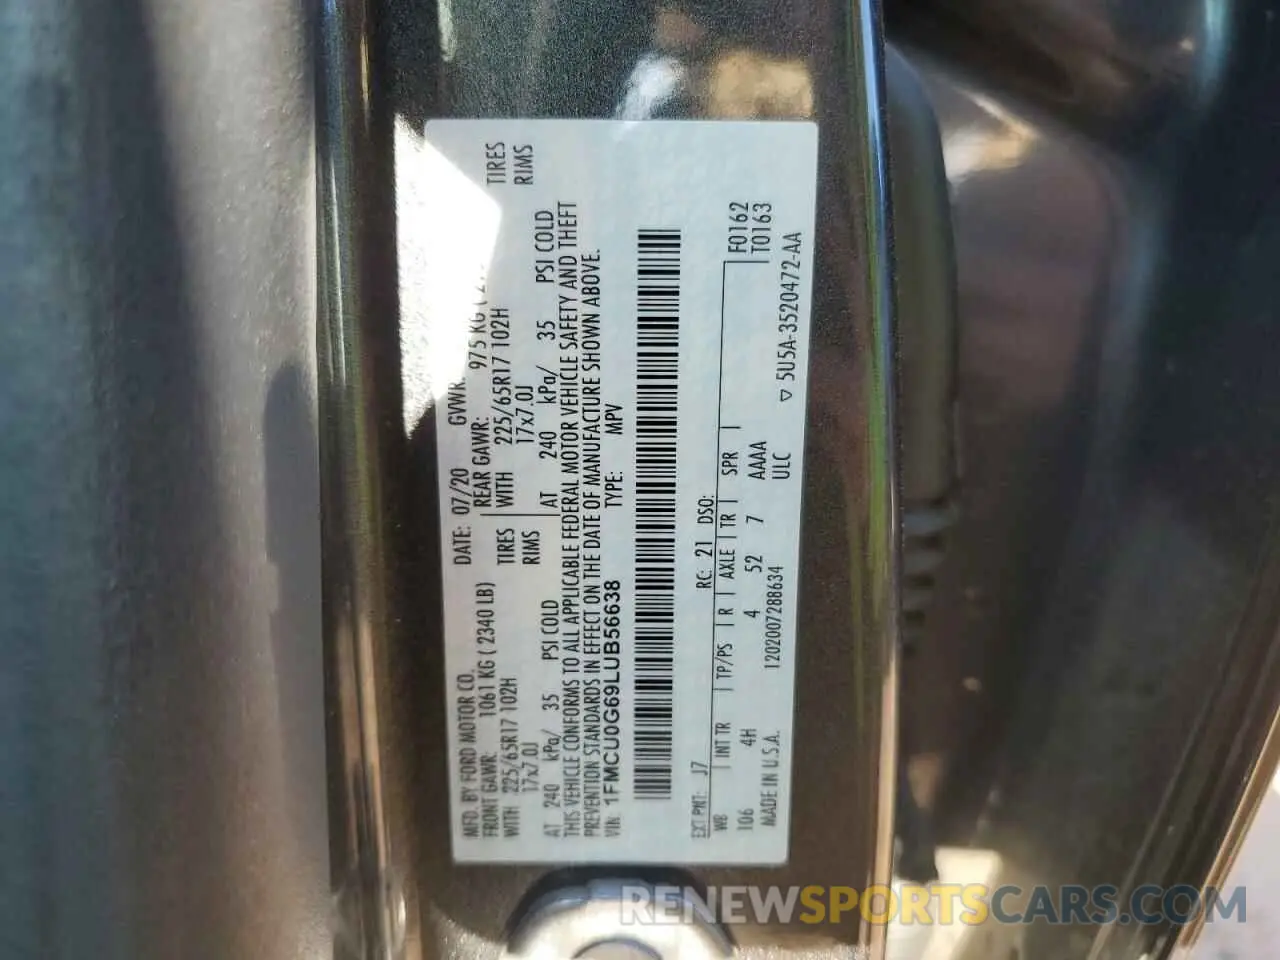 MFD. BY FORD MOTOR CO.
DATE: 07/20 GVWR:
FRONT GAWR: 1061 KG ( 2340 LB) REAR GAWR: 975 KG (
WITH 225/65R17 102H TIRES WITH 225/65R17 102H TIRES
17x7.0J RIMS 17x7.0J RIMS
AT 240 kPa/ 35 PSI COLD AT 240 kPa/ 35 PSI COLD
THIS VEHICLE CONFORMS TO ALL APPLICABLE FEDERAL MOTOR VEHICLE SAFETY AND THEFT
PREVENTION STANDARDS IN EFFECT ON THE DATE OF MANUFACTURE SHOWN ABOVE.
VIN: 1FMCU0G69LUB56638 TYPE: MPV
EXT PNT: J7 RC: 21 DSO: F0162
WB INT TR TP/PS R AXLE TR SPR T0163
106 4H 4 52 7 AAAA
ULC
MADE IN U.S.A. 1202007288634 ▽ 5U5A-3520472-AA
RENEWSPORTSCARS.COM